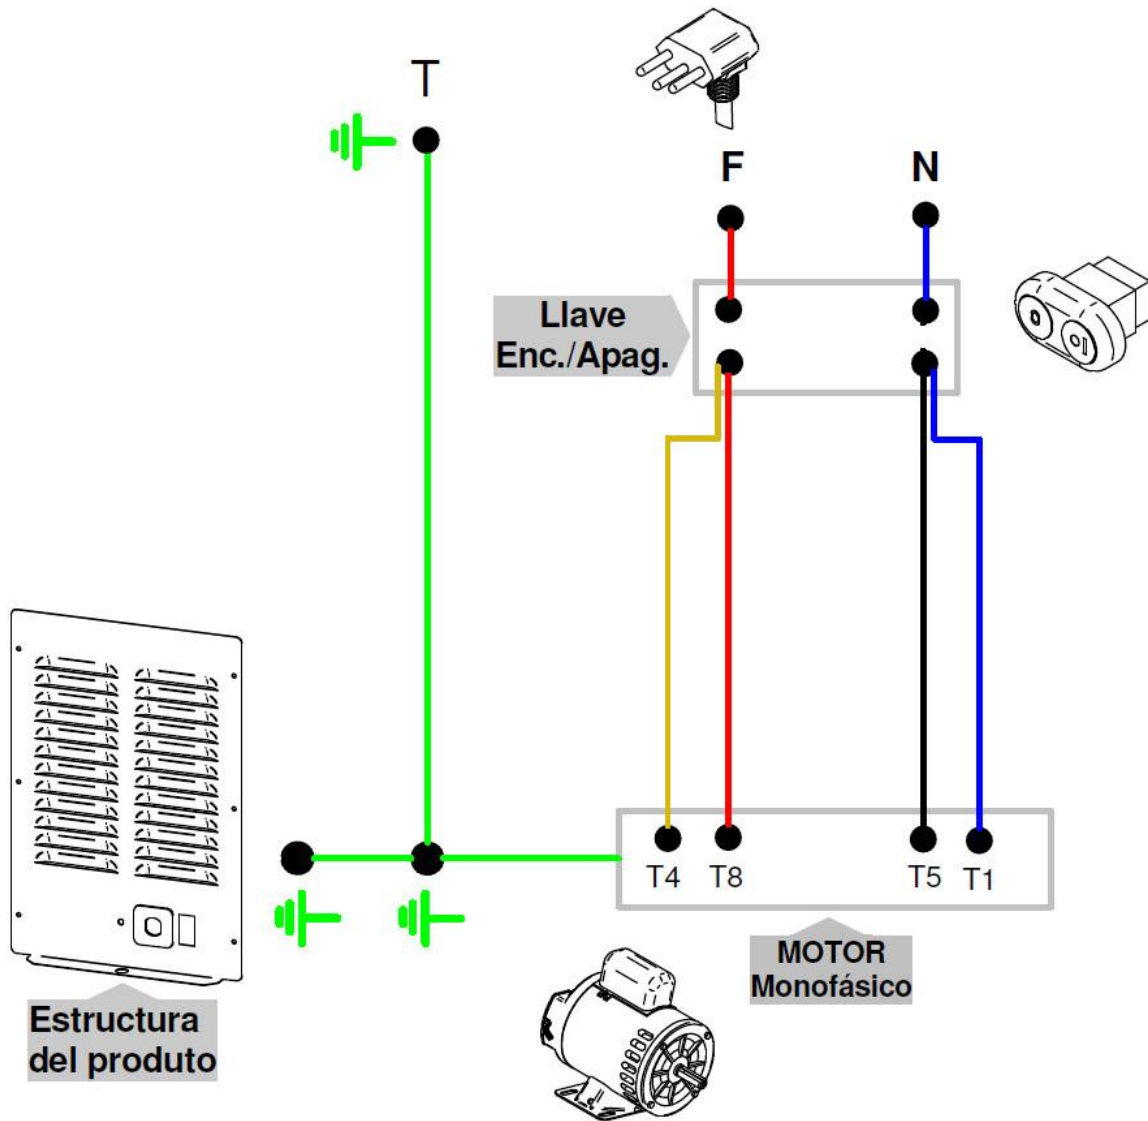 T
F
N
Llave
Enc./Apag.
T4
T8
T5
T1
MOTOR
Monofásico
Estructura
del produto